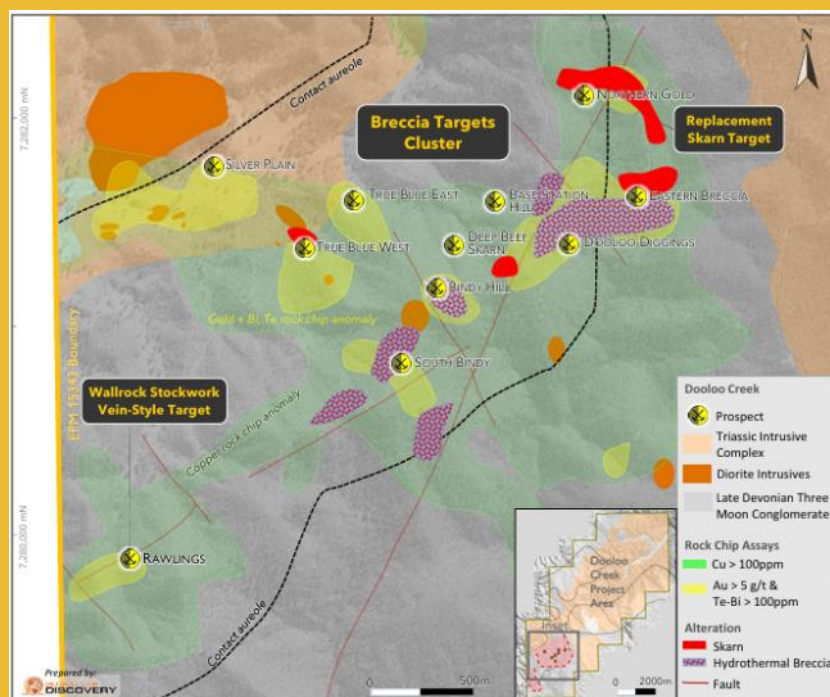 N
Contact aureole
7,282,000 mN
NORTHERN GOLD
Breccia Targets
Cluster
Replacement
Skarn Target
SILVER PLAIN
TRUE BLUE EAST
BASE STATION
HILL
EASTERN BRECCIA
TRUE BLUE WEST
DEEP BEEF
SKARN
DOOLOO DIGGINGS
BINDY HILL
Gold + Bi, Te rock chip anomaly
EPM 15343 Boundary
SOUTH BINDY
Wallrock Stockwork
Vein-Style Target
Copper rock chip anomaly
7,280,000 mN
RAWLINGS
Contact aureole
Dooloo Creek
Prospect
Triassic Intrusive
Complex
Diorite Intrusives
Late Devonian Three
Moon Conglomerate
Rock Chip Assays
Cu > 100ppm
Au > 5 g/t &
Te-Bi > 100ppm
Alteration
Skarn
Hydrothermal Breccia
Fault
Dooloo
Creek
Project
Area
Inset
0 2000m
0 500m
Prepared by:
DISCOVERY